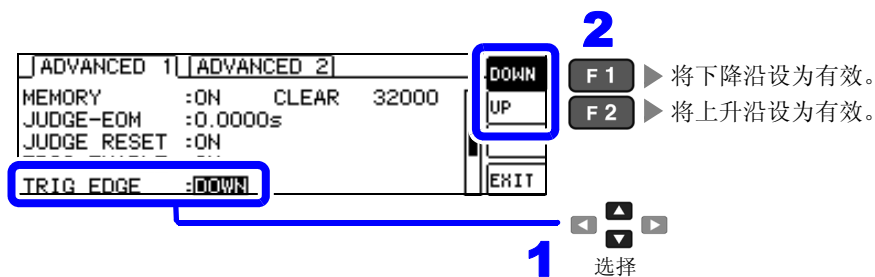 2
ADVANCED 1 ADVANCED 2
MEMORY :ON CLEAR 32000
JUDGE-EOM :0.0000s
JUDGE RESET :ON
TRIG EDGE :DOWN
DOWN
UP
EXIT
F 1 将下降沿设为有效。
F 2 将上升沿设为有效。
1
选择